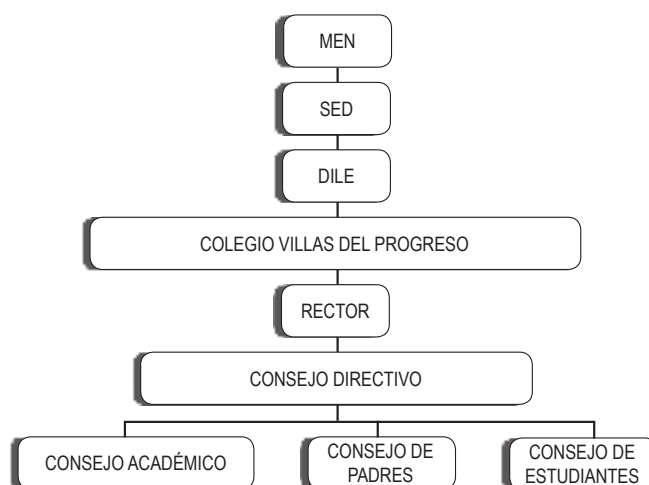 MEN
SED
DILE
COLEGIO VILLAS DEL PROGRESO
RECTOR
CONSEJO DIRECTIVO
CONSEJO ACADÉMICO
CONSEJO DE
PADRES
CONSEJO DE
ESTUDIANTES